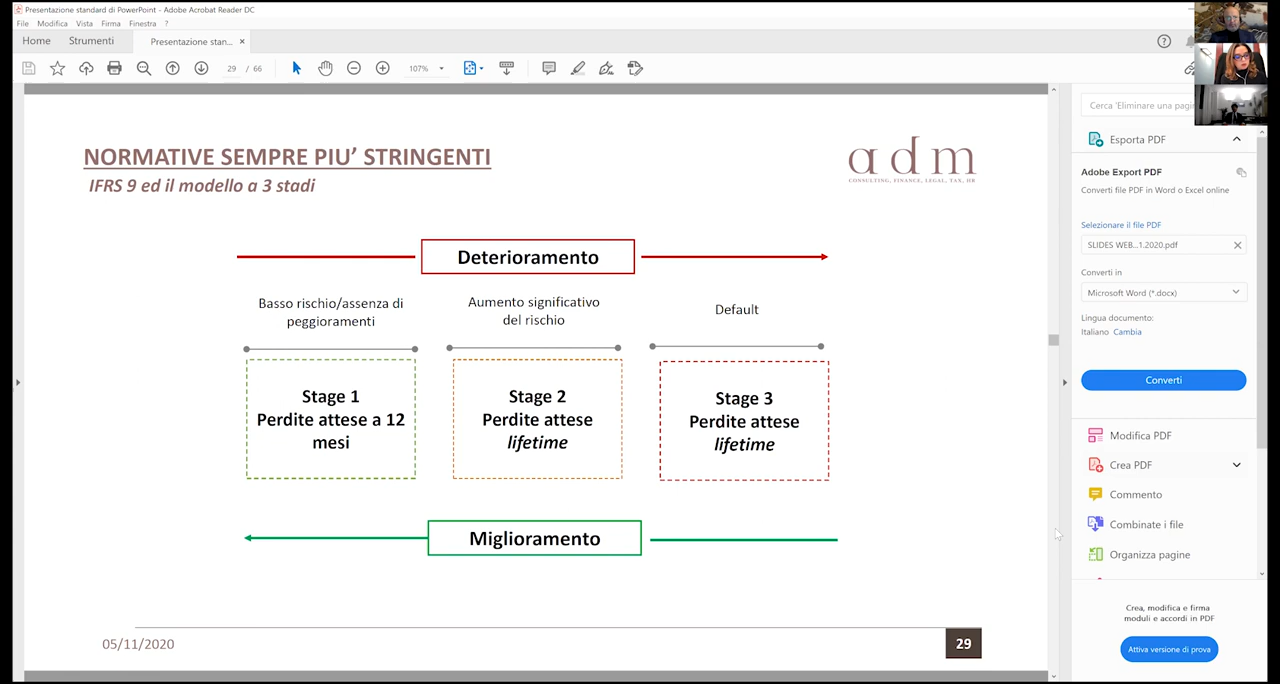 Presentazione standard di PowerPoint - Adobe Acrobat Reader DC
File Modifica Vista Firma Finestra ?
Home Strumenti Presentazione stan... ×
29 / 66 107%
NORMATIVE SEMPRE PIU’ STRINGENTI
IFRS 9 ed il modello a 3 stadi
adm
CONSULTING, FINANCE, LEGAL, TAX, HR
Deterioramento
Basso rischio/assenza di
peggioramenti
Aumento significativo
del rischio
Default
Stage 1
Perdite attese a 12
mesi
Stage 2
Perdite attese
lifetime
Stage 3
Perdite attese
lifetime
Miglioramento
05/11/2020
29
Cerca 'Eliminare una pagin
Esporta PDF
Adobe Export PDF
Converti file PDF in Word o Excel online
Selezionare il file PDF
SLIDES WEB...1.2020.pdf
Converti in
Microsoft Word (*.docx)
Lingua documento:
Italiano Cambia
Converti
Modifica PDF
Crea PDF
Commento
Combinate i file
Organizza pagine
Crea, modifica e firma
moduli e accordi in PDF
Attiva versione di prova